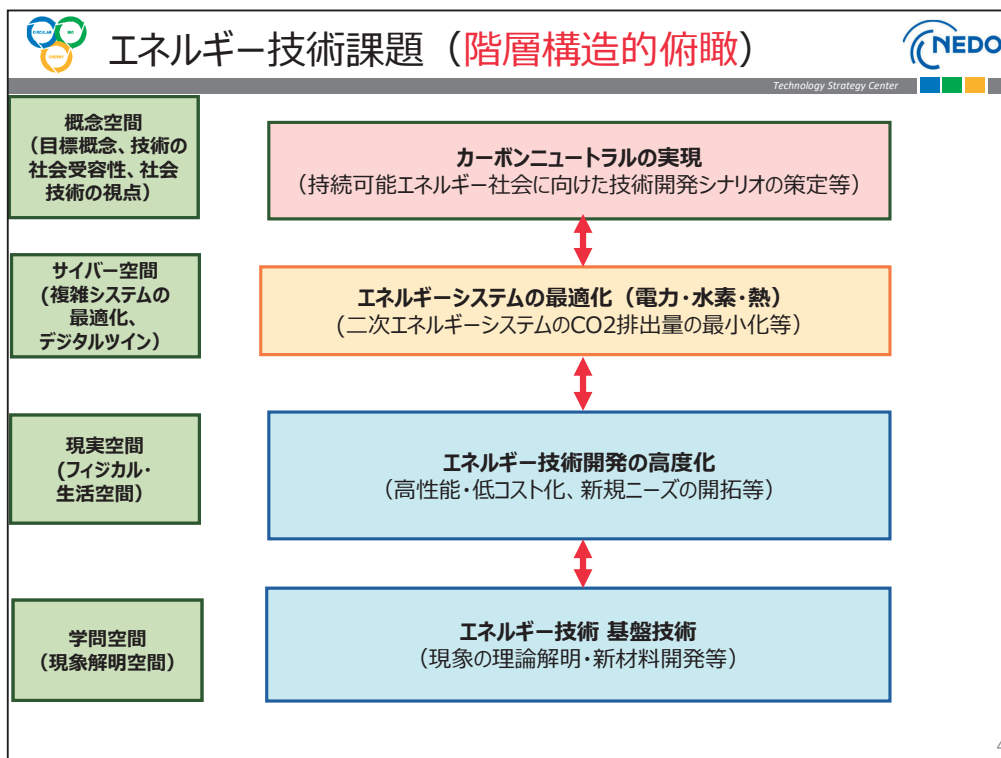 CIRCULAR
BIO
エネルギー技術課題（階層構造的俯瞰）
NEDO
Technology Strategy Center
概念空間
（目標概念、技術の
社会受容性、社会
技術の視点）
カーボンニュートラルの実現
（持続可能エネルギー社会に向けた技術開発シナリオの策定等）
サイバー空間
(複雑システムの
最適化、
デジタルツイン）
エネルギーシステムの最適化（電力・水素・熱）
(二次エネルギーシステムのCO2排出量の最小化等）
現実空間
(フィジカル・
生活空間）
エネルギー技術開発の高度化
（高性能・低コスト化、新規ニーズの開拓等）
学問空間
（現象解明空間）
エネルギー技術 基盤技術
（現象の理論解明・新材料開発等）
4